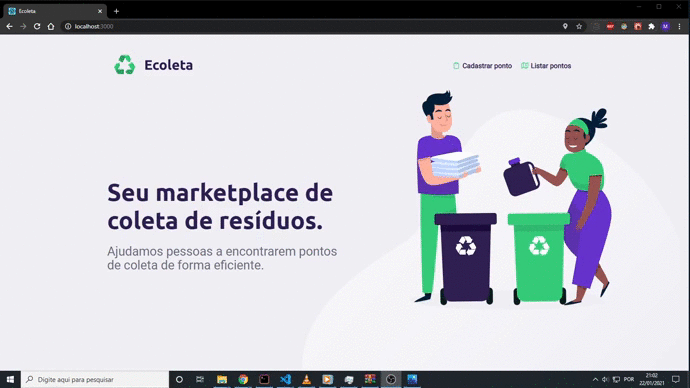 Ecoleta
localhost:3000
Ecoleta
Cadastrar ponto
Listar pontos
Seu marketplace de
coleta de resíduos.
Ajudamos pessoas a encontrarem pontos
de coleta de forma eficiente.
Digite aqui para pesquisar
POR
21:02
22/01/2021